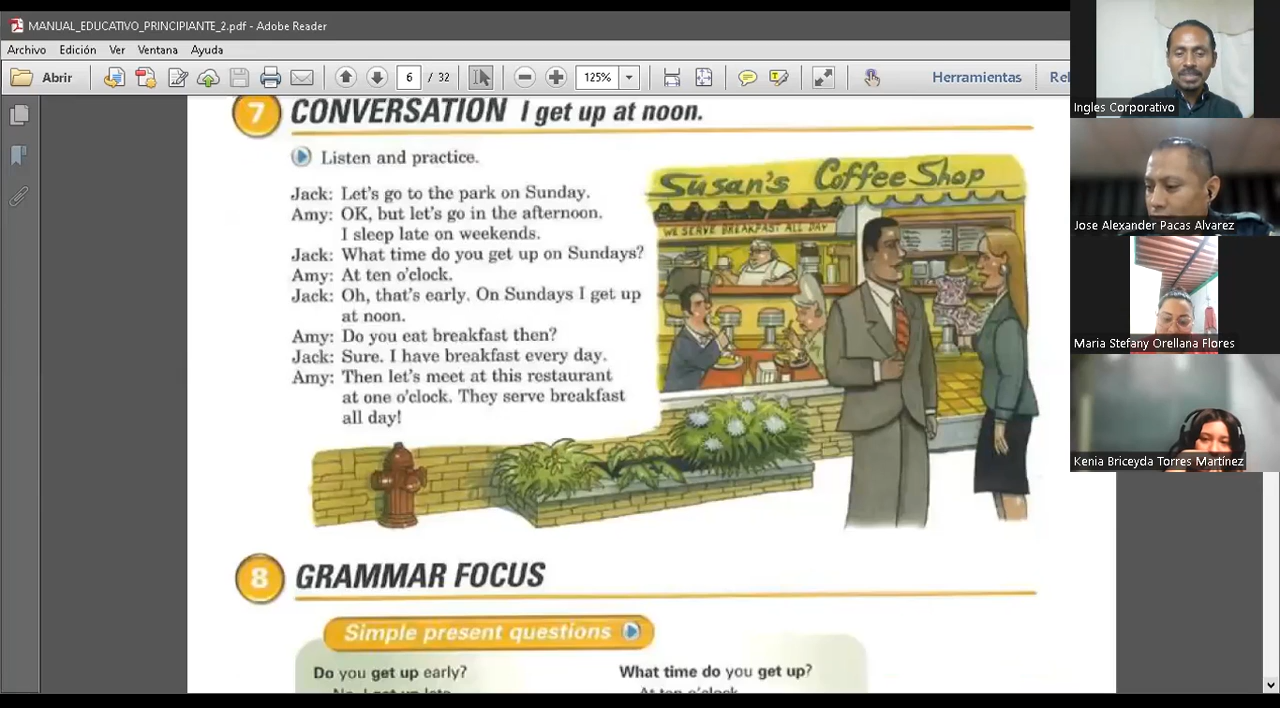 MANUAL_EDUCATIVO_PRINCIPIANTE_2.pdf - Adobe Reader
Archivo Edición Ver Ventana Ayuda
Abrir 6 / 32 125% Herramientas
7 CONVERSATION I get up at noon.
Listen and practice.
Jack: Let's go to the park on Sunday.
Amy: OK, but let's go in the afternoon.
I sleep late on weekends.
Jack: What time do you get up on Sundays?
Amy: At ten o'clock.
Jack: Oh, that's early. On Sundays I get up
at noon.
Amy: Do you eat breakfast then?
Jack: Sure. I have breakfast every day.
Amy: Then let's meet at this restaurant
at one o'clock. They serve breakfast
all day!
Susan's Coffee Shop
WE SERVE BREAKFAST ALL DAY
8 GRAMMAR FOCUS
Simple present questions
Do you get up early?
What time do you get up?
At ten o'clock.
Ingles Corporativo
Jose Alexander Pacas Alvarez
Maria Stefany Orellana Flores
Kenia Briceyda Torres Martínez